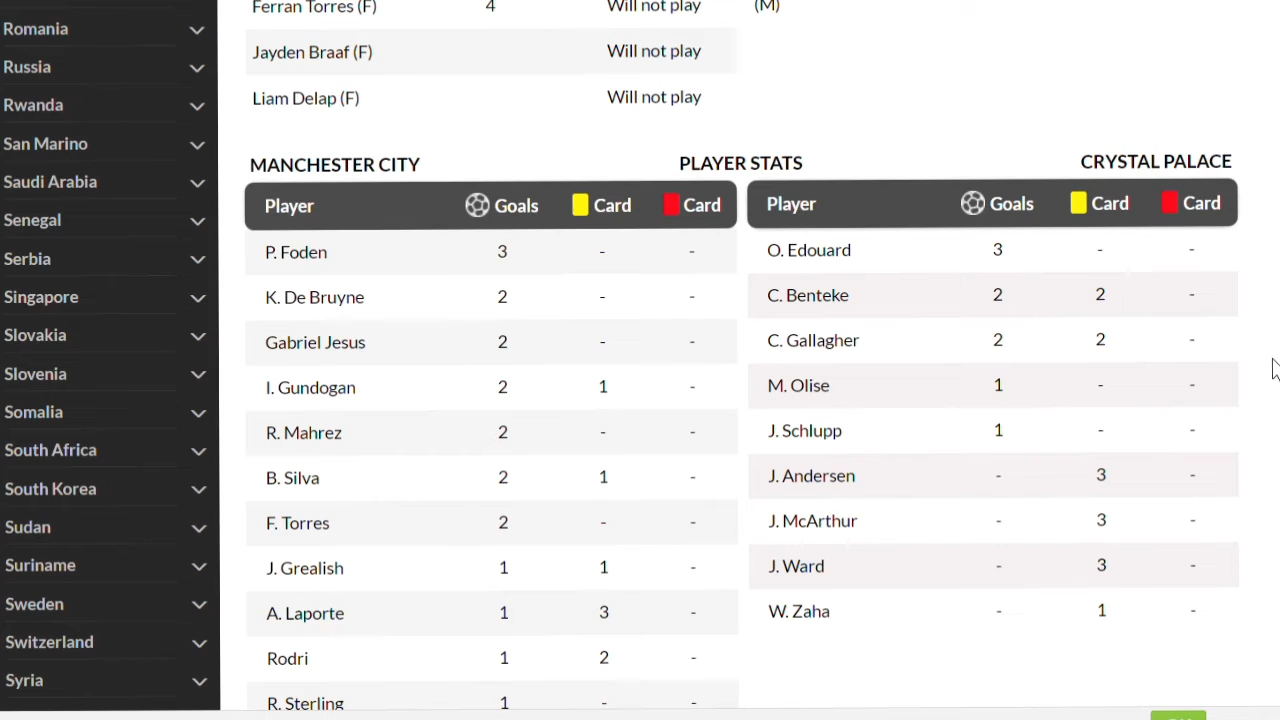 Romania
Russia
Rwanda
San Marino
Saudi Arabia
Senegal
Serbia
Singapore
Slovakia
Slovenia
Somalia
South Africa
South Korea
Sudan
Suriname
Sweden
Switzerland
Syria
Ferran Torres (F) 4 Will not play (M)
Jayden Braaf (F) Will not play
Liam Delap (F) Will not play
MANCHESTER CITY PLAYER STATS CRYSTAL PALACE
Player Goals Card Card
P. Foden 3 - -
K. De Bruyne 2 - -
Gabriel Jesus 2 - -
I. Gundogan 2 1 -
R. Mahrez 2 - -
B. Silva 2 1 -
F. Torres 2 - -
J. Grealish 1 1 -
A. Laporte 1 3 -
Rodri 1 2 -
R. Sterling 1 - -
Player Goals Card Card
O. Edouard 3 - -
C. Benteke 2 2 -
C. Gallagher 2 2 -
M. Olise 1 - -
J. Schlupp 1 - -
J. Andersen - 3 -
J. McArthur - 3 -
J. Ward - 3 -
W. Zaha - 1 -